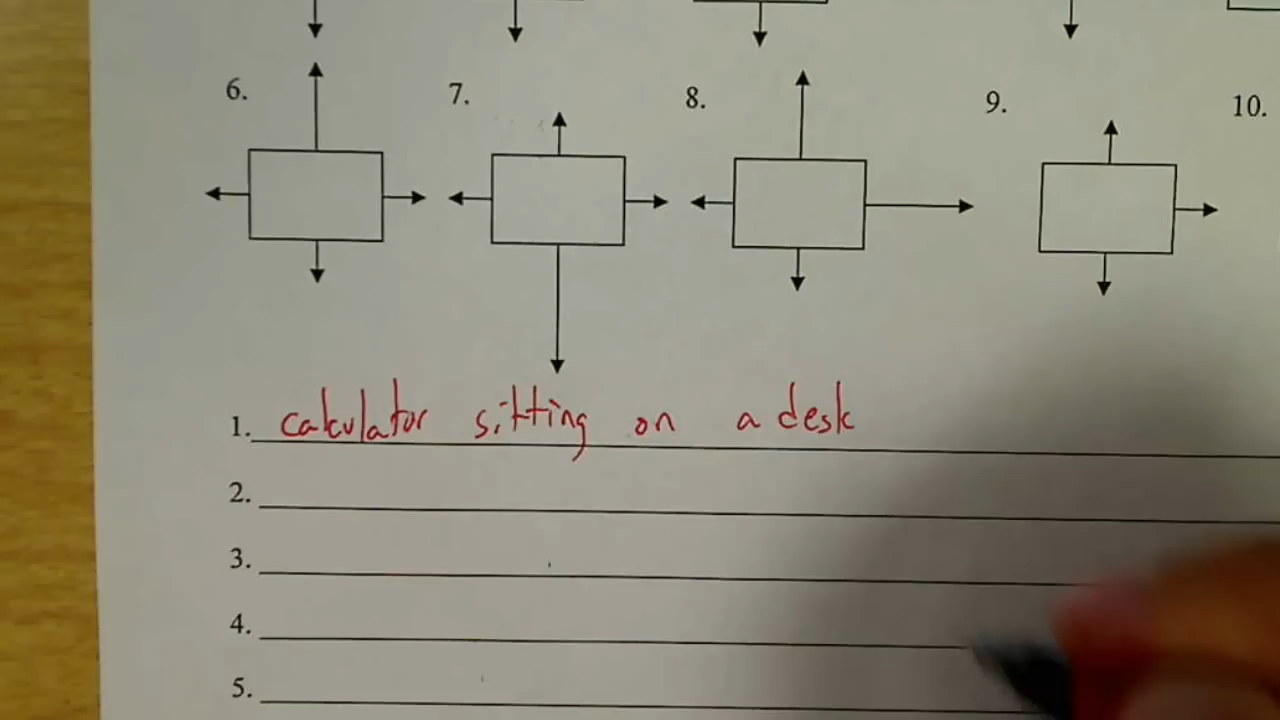 6. 7. 8. 9. 10.
1. calculator sitting on a desk
2.
3.
4.
5.